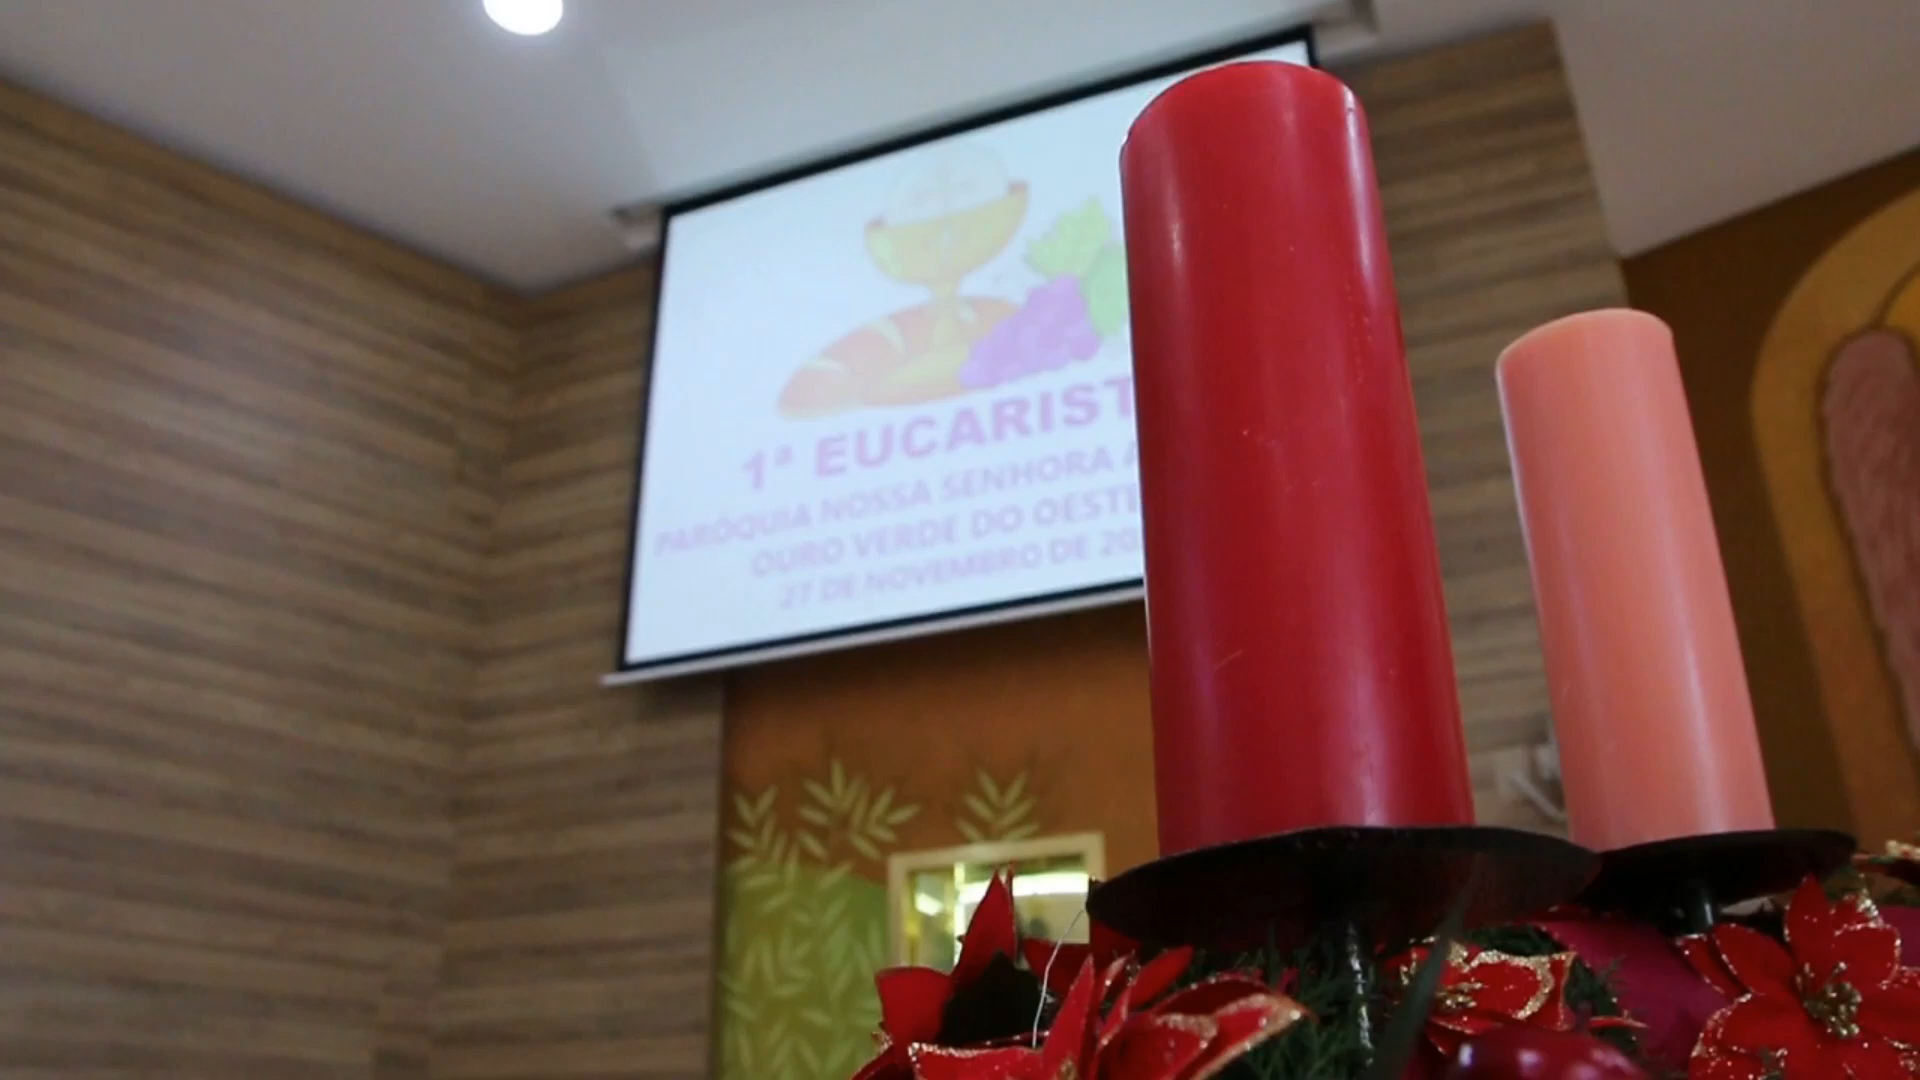 1ª EUCARIST
PARÓQUIA NOSSA SENHORA
OURO VERDE DO OESTE
27 DE NOVEMBRO DE 20